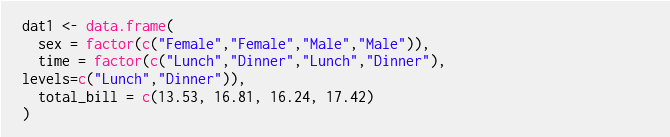 dat1 <- data.frame(
  sex = factor(c("Female","Female","Male","Male")),
  time = factor(c("Lunch","Dinner","Lunch","Dinner"),
levels=c("Lunch","Dinner")),
  total_bill = c(13.53, 16.81, 16.24, 17.42)
)